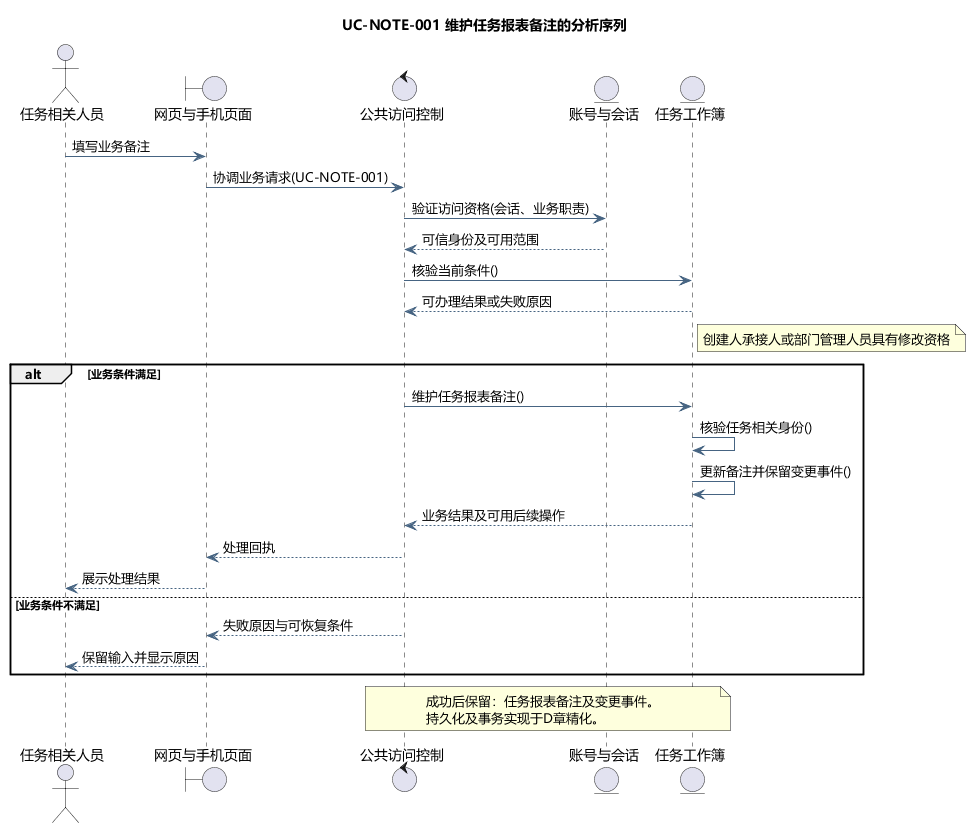 UC-NOTE-001 维护任务报表备注的分析序列
任务相关人员
网页与手机页面
公共访问控制
账号与会话
任务工作簿
填写业务备注
协调业务请求(UC-NOTE-001)
验证访问资格(会话、业务职责)
可信身份及可用范围
核验当前条件()
可办理结果或失败原因
创建人承接人或部门管理人员具有修改资格
alt
[业务条件满足]
维护任务报表备注()
核验任务相关身份()
更新备注并保留变更事件()
业务结果及可用后续操作
处理回执
展示处理结果
[业务条件不满足]
失败原因与可恢复条件
保留输入并显示原因
成功后保留：任务报表备注及变更事件。
持久化及事务实现于D章精化。
任务相关人员
网页与手机页面
公共访问控制
账号与会话
任务工作簿